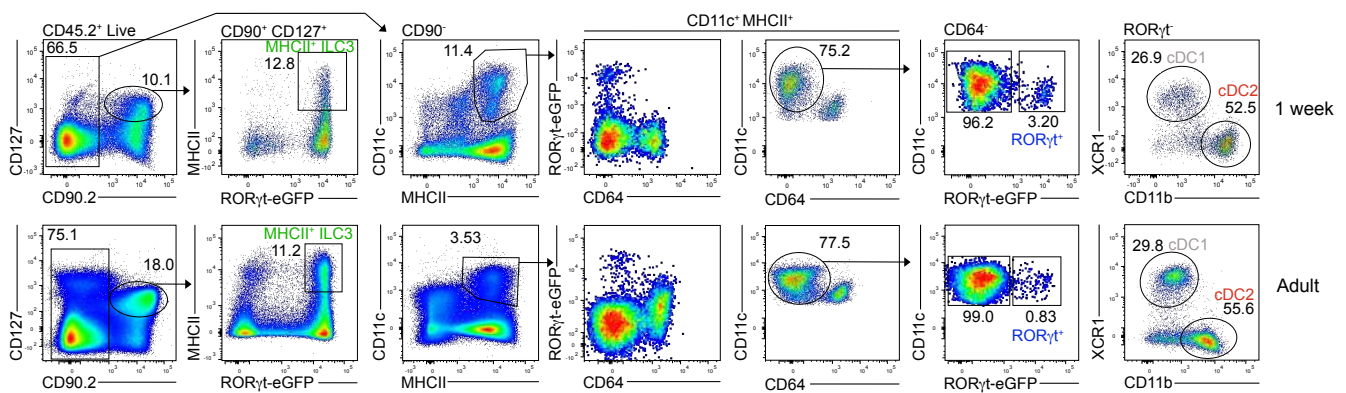 CD11c⁺ MHCII⁺
CD45.2⁺ Live
CD90⁺ CD127⁺
CD90⁻
CD64⁻
RORγt⁻
66.5
10.1
MHCII⁺ ILC3
12.8
11.4
75.2
96.2
3.20
RORγt⁺
26.9 cDC1
cDC2
52.5
1 week
CD127
MHCII
CD11c
RORγt-eGFP
CD11c
CD11c
XCR1
CD90.2
RORγt-eGFP
MHCII
CD64
CD64
RORγt-eGFP
CD11b
75.1
18.0
MHCII⁺ ILC3
11.2
3.53
77.5
99.0
0.83
RORγt⁺
29.8 cDC1
cDC2
55.6
Adult
CD127
MHCII
CD11c
RORγt-eGFP
CD11c
CD11c
XCR1
CD90.2
RORγt-eGFP
MHCII
CD64
CD64
RORγt-eGFP
CD11b